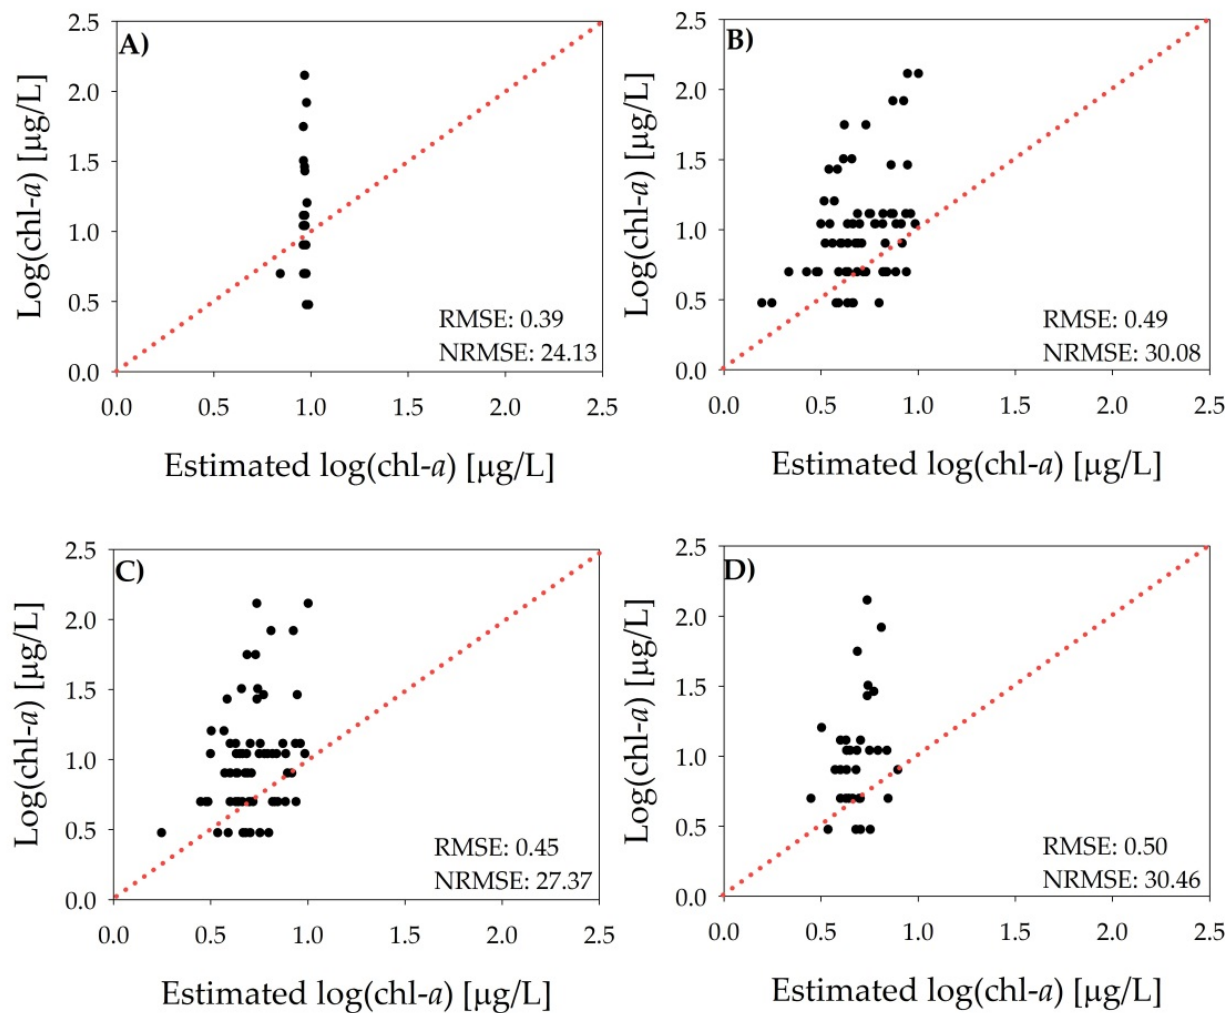 A)
Log(chl-a) [µg/L]
2.5
2.0
1.5
1.0
0.5
0.0
RMSE: 0.39
NRMSE: 24.13
0.0 0.5 1.0 1.5 2.0 2.5
Estimated log(chl-a) [µg/L]
B)
Log(chl-a) [µg/L]
2.5
2.0
1.5
1.0
0.5
0.0
RMSE: 0.49
NRMSE: 30.08
0.0 0.5 1.0 1.5 2.0 2.5
Estimated log(chl-a) [µg/L]
C)
Log(chl-a) [µg/L]
2.5
2.0
1.5
1.0
0.5
0.0
RMSE: 0.45
NRMSE: 27.37
0.0 0.5 1.0 1.5 2.0 2.5
Estimated log(chl-a) [µg/L]
D)
Log(chl-a) [µg/L]
2.5
2.0
1.5
1.0
0.5
0.0
RMSE: 0.50
NRMSE: 30.46
0.0 0.5 1.0 1.5 2.0 2.5
Estimated log(chl-a) [µg/L]